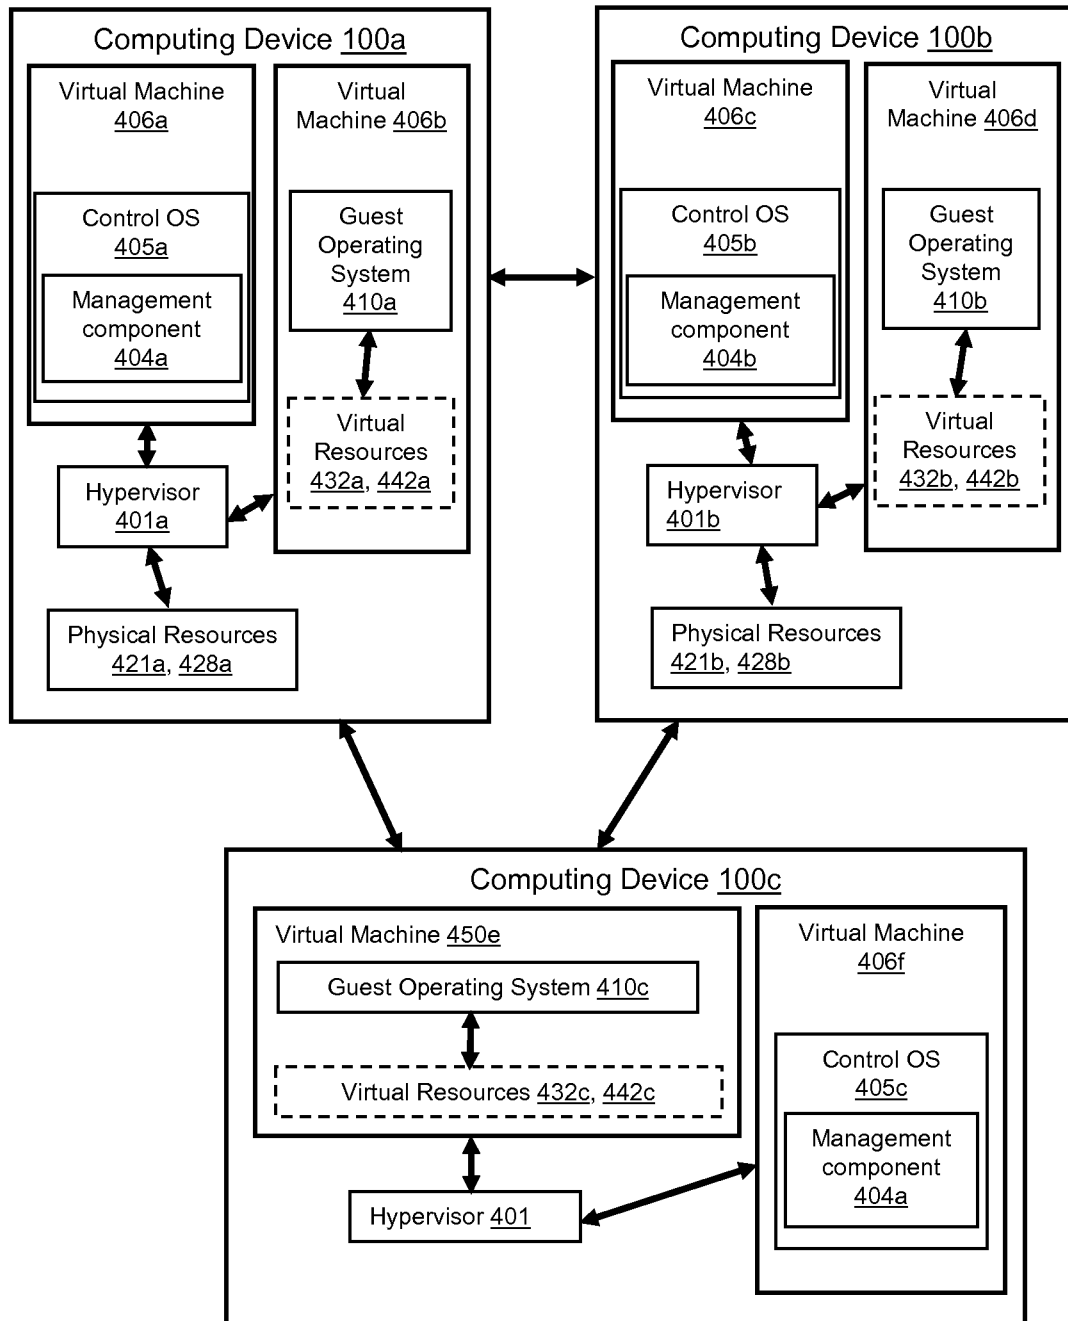 Computing Device 100a
Virtual Machine
406a
Control OS
405a
Management
component
404a
Virtual
Machine 406b
Guest
Operating
System
410a
Virtual
Resources
432a, 442a
Hypervisor
401a
Physical Resources
421a, 428a
Computing Device 100b
Virtual Machine
406c
Control OS
405b
Management
component
404b
Virtual
Machine 406d
Guest
Operating
System
410b
Virtual
Resources
432b, 442b
Hypervisor
401b
Physical Resources
421b, 428b
Computing Device 100c
Virtual Machine 450e
Guest Operating System 410c
Virtual Resources 432c, 442c
Hypervisor 401
Virtual Machine
406f
Control OS
405c
Management
component
404a